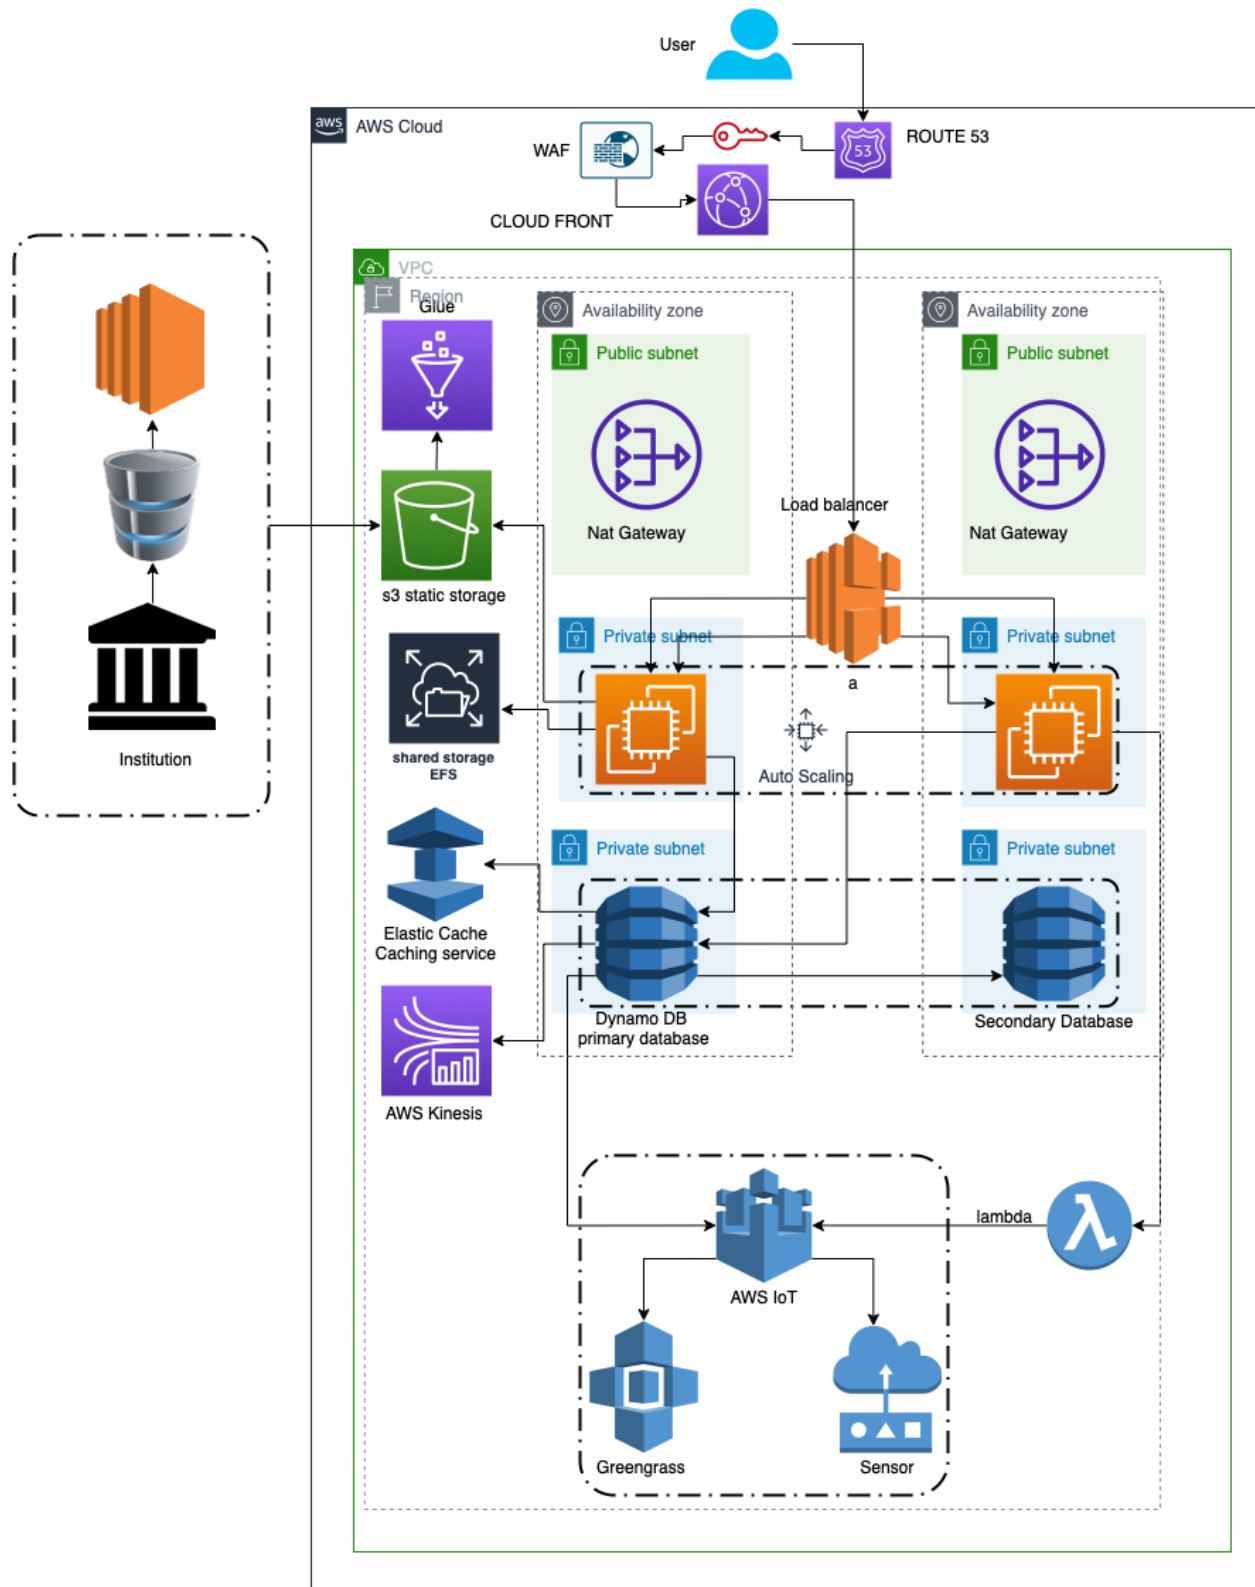 User
aws
AWS Cloud
ROUTE 53
53
WAF
CLOUD FRONT
VPC
Region
Glue
Availability zone
Availability zone
Public subnet
Public subnet
Load balancer
Nat Gateway
Nat Gateway
s3 static storage
Private subnet
Private subnet
a
Institution
shared storage
EFS
Auto Scaling
Private subnet
Private subnet
Elastic Cache
Caching service
Dynamo DB
primary database
Secondary Database
AWS Kinesis
lambda
λ
AWS IoT
Greengrass
Sensor